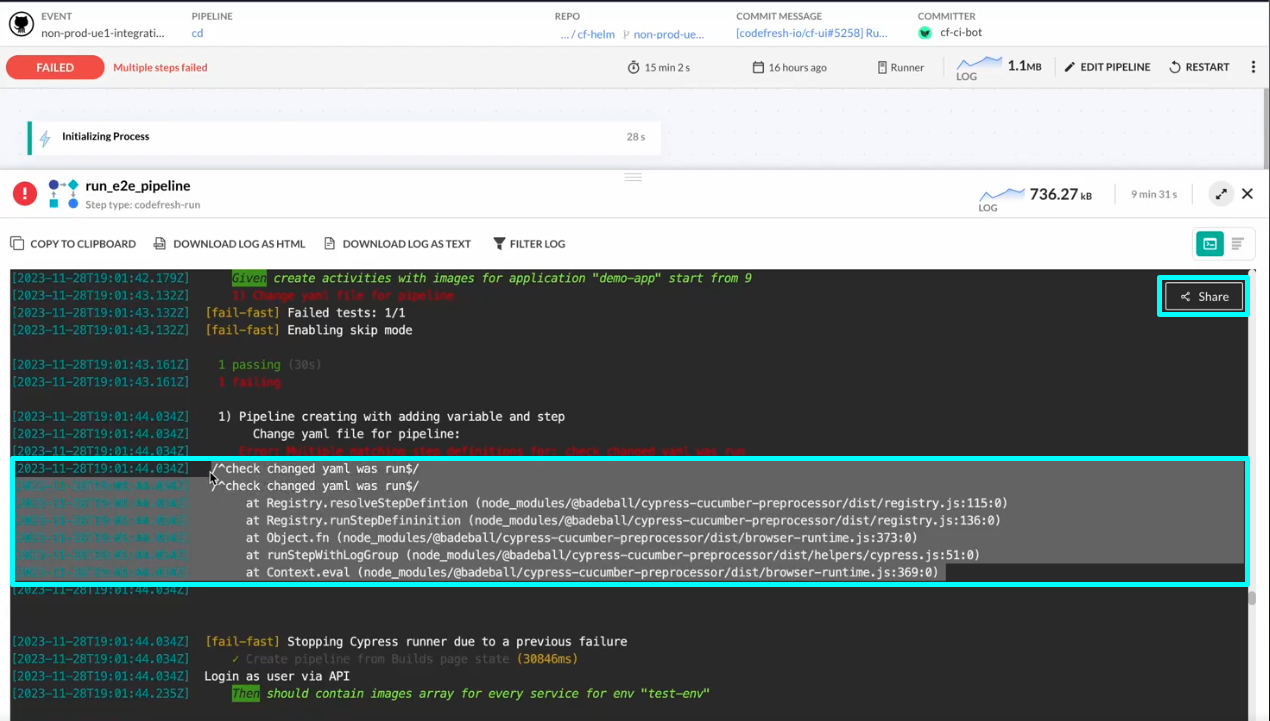 EVENT
non-prod-ue1-integrati...
PIPELINE
cd
REPO
.../ cf-helm non-prod-ue...
COMMIT MESSAGE
[codefresh-io/cf-ui#5258] Ru...
COMMITTER
cf-ci-bot
FAILED
Multiple steps failed
15 min 2 s
16 hours ago
Runner
LOG
1.1MB
EDIT PIPELINE
RESTART
Initializing Process
28 s
run_e2e_pipeline
Step type: codefresh-run
LOG
736.27 kB
9 min 31 s
COPY TO CLIPBOARD
DOWNLOAD LOG AS HTML
DOWNLOAD LOG AS TEXT
FILTER LOG
Share
[2023-11-28T19:01:42.179Z] Given create activities with images for application "demo-app" start from 9
[2023-11-28T19:01:43.132Z] 1) Change yaml file for pipeline
[2023-11-28T19:01:43.132Z] [fail-fast] Failed tests: 1/1
[2023-11-28T19:01:43.132Z] [fail-fast] Enabling skip mode
[2023-11-28T19:01:43.161Z] 1 passing (30s)
[2023-11-28T19:01:43.161Z] 1 failing
[2023-11-28T19:01:44.034Z] 1) Pipeline creating with adding variable and step
[2023-11-28T19:01:44.034Z] Change yaml file for pipeline:
[2023-11-28T19:01:44.034Z] Error: Multiple matching step definitions for: check changed yaml was run
2023-11-28T19:01:44.034Z] /^check changed yaml was run$/
/^check changed yaml was run$/
at Registry.resolveStepDefintion (node_modules/@badeball/cypress-cucumber-preprocessor/dist/registry.js:115:0)
at Registry.runStepDefininition (node_modules/@badeball/cypress-cucumber-preprocessor/dist/registry.js:136:0)
at Object.fn (node_modules/@badeball/cypress-cucumber-preprocessor/dist/browser-runtime.js:373:0)
at runStepWithLogGroup (node_modules/@badeball/cypress-cucumber-preprocessor/dist/helpers/cypress.js:51:0)
at Context.eval (node_modules/@badeball/cypress-cucumber-preprocessor/dist/browser-runtime.js:369:0)
[2023-11-28T19:01:44.034Z]
[2023-11-28T19:01:44.034Z] [fail-fast] Stopping Cypress runner due to a previous failure
[2023-11-28T19:01:44.034Z] ✓ Create pipeline from Builds page state (30846ms)
[2023-11-28T19:01:44.034Z] Login as user via API
[2023-11-28T19:01:44.235Z] Then should contain images array for every service for env "test-env"